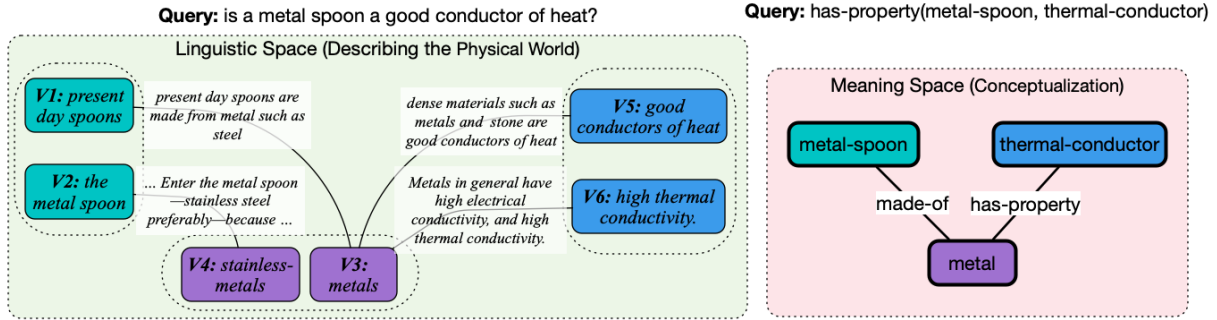 Query: is a metal spoon a good conductor of heat?
Linguistic Space (Describing the Physical World)
V1: present
day spoons
present day spoons are
made from metal such as
steel
dense materials such as
metals and stone are
good conductors of heat
V5: good
conductors of heat
V2: the
metal spoon
... Enter the metal spoon
—stainless steel
preferably—because ...
Metals in general have
high electrical
conductivity, and high
thermal conductivity.
V6: high thermal
conductivity.
V4: stainless-
metals
V3:
metals
Query: has-property(metal-spoon, thermal-conductor)
Meaning Space (Conceptualization)
metal-spoon
thermal-conductor
made-of
has-property
metal